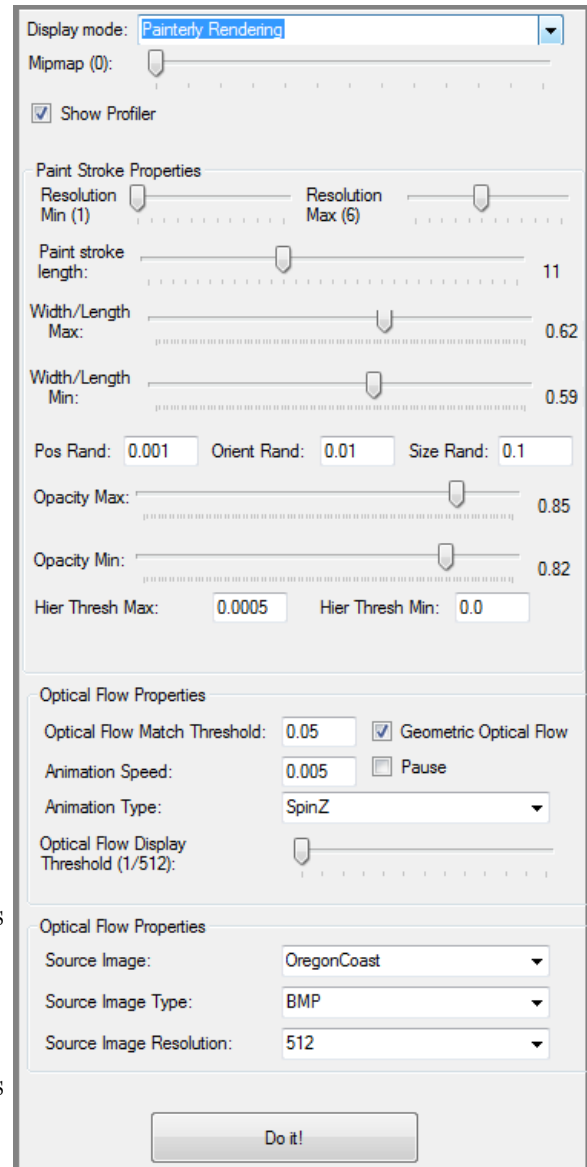 Display mode: Painterly Rendering
Mipmap (0):
Show Profiler
Paint Stroke Properties
Resolution Min (1)
Resolution Max (6)
Paint stroke length: 11
Width/Length Max: 0.62
Width/Length Min: 0.59
Pos Rand: 0.001 Orient Rand: 0.01 Size Rand: 0.1
Opacity Max: 0.85
Opacity Min: 0.82
Hier Thresh Max: 0.0005 Hier Thresh Min: 0.0
Optical Flow Properties
Optical Flow Match Threshold: 0.05 Geometric Optical Flow
Animation Speed: 0.005 Pause
Animation Type: SpinZ
Optical Flow Display Threshold (1/512):
s
Optical Flow Properties
Source Image: OregonCoast
Source Image Type: BMP
Source Image Resolution: 512
s
Do it!